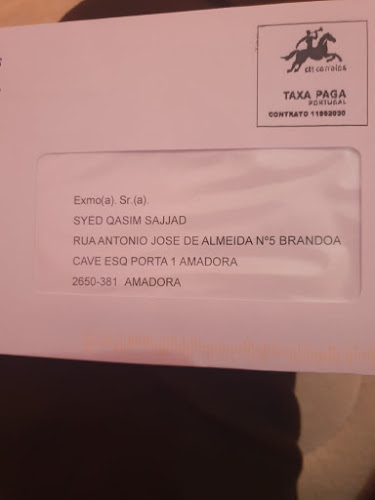 ctt correios
TAXA PAGA
PORTUGAL
CONTRATO 11992030
Exmo(a). Sr.(a).
SYED QASIM SAJJAD
RUA ANTONIO JOSE DE ALMEIDA Nº5 BRANDOA
CAVE ESQ PORTA 1 AMADORA
2650-381 AMADORA